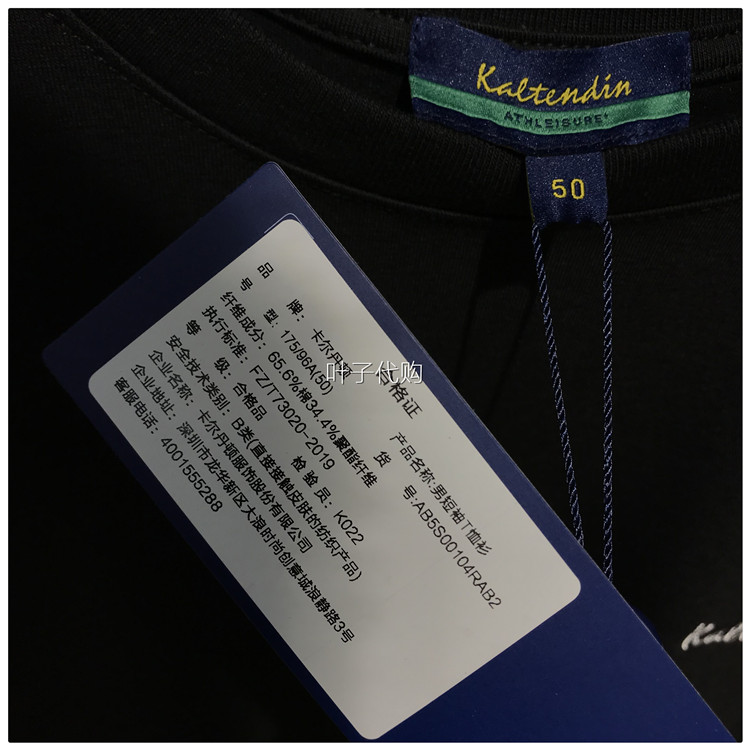 Kaltendin
ATHLEISURE+
50
合格证
品 牌：卡尔丹
产品名称:男短袖T恤衫
号 型：175/96A(50)
货 号:AB5S00104RAB2
纤维成分：65.6%棉34.4%聚酯纤维
执行标准：FZ/T73020-2019
等 级：合格品
检 验 员：K022
安全技术类别：B类(直接接触皮肤的纺织产品)
企业名称：卡尔丹顿服饰股份有限公司
企业地址：深圳市龙华新区大浪时尚创意城浪静路3号
客服电话：4001555288
叶子代购